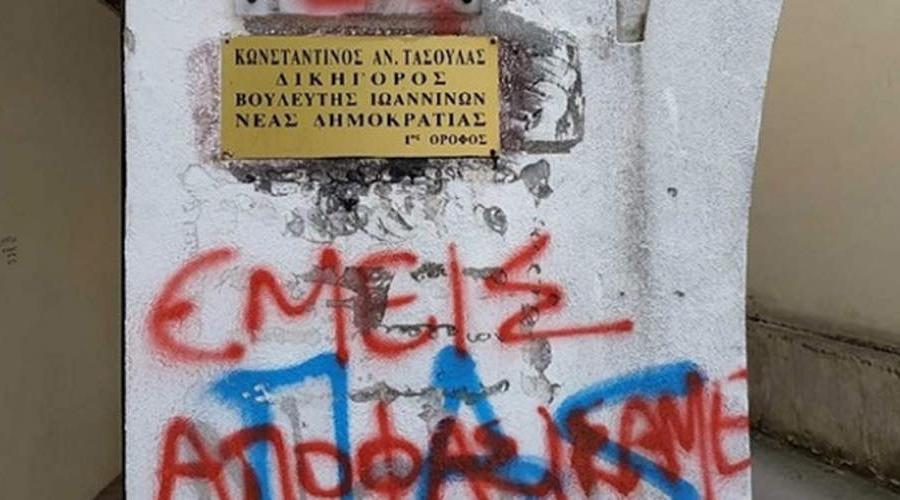 ΚΩΝΣΤΑΝΤΙΝΟΣ ΑΝ. ΤΑΣΟΥΛΑΣ
ΔΙΚΗΓΟΡΟΣ
ΒΟΥΛΕΥΤΗΣ ΙΩΑΝΝΙΝΩΝ
ΝΕΑΣ ΔΗΜΟΚΡΑΤΙΑΣ
1ος ΟΡΟΦΟΣ
ΕΜΕΙΣ
ΑΠΟΦΑΣΙΣΑΜΕ